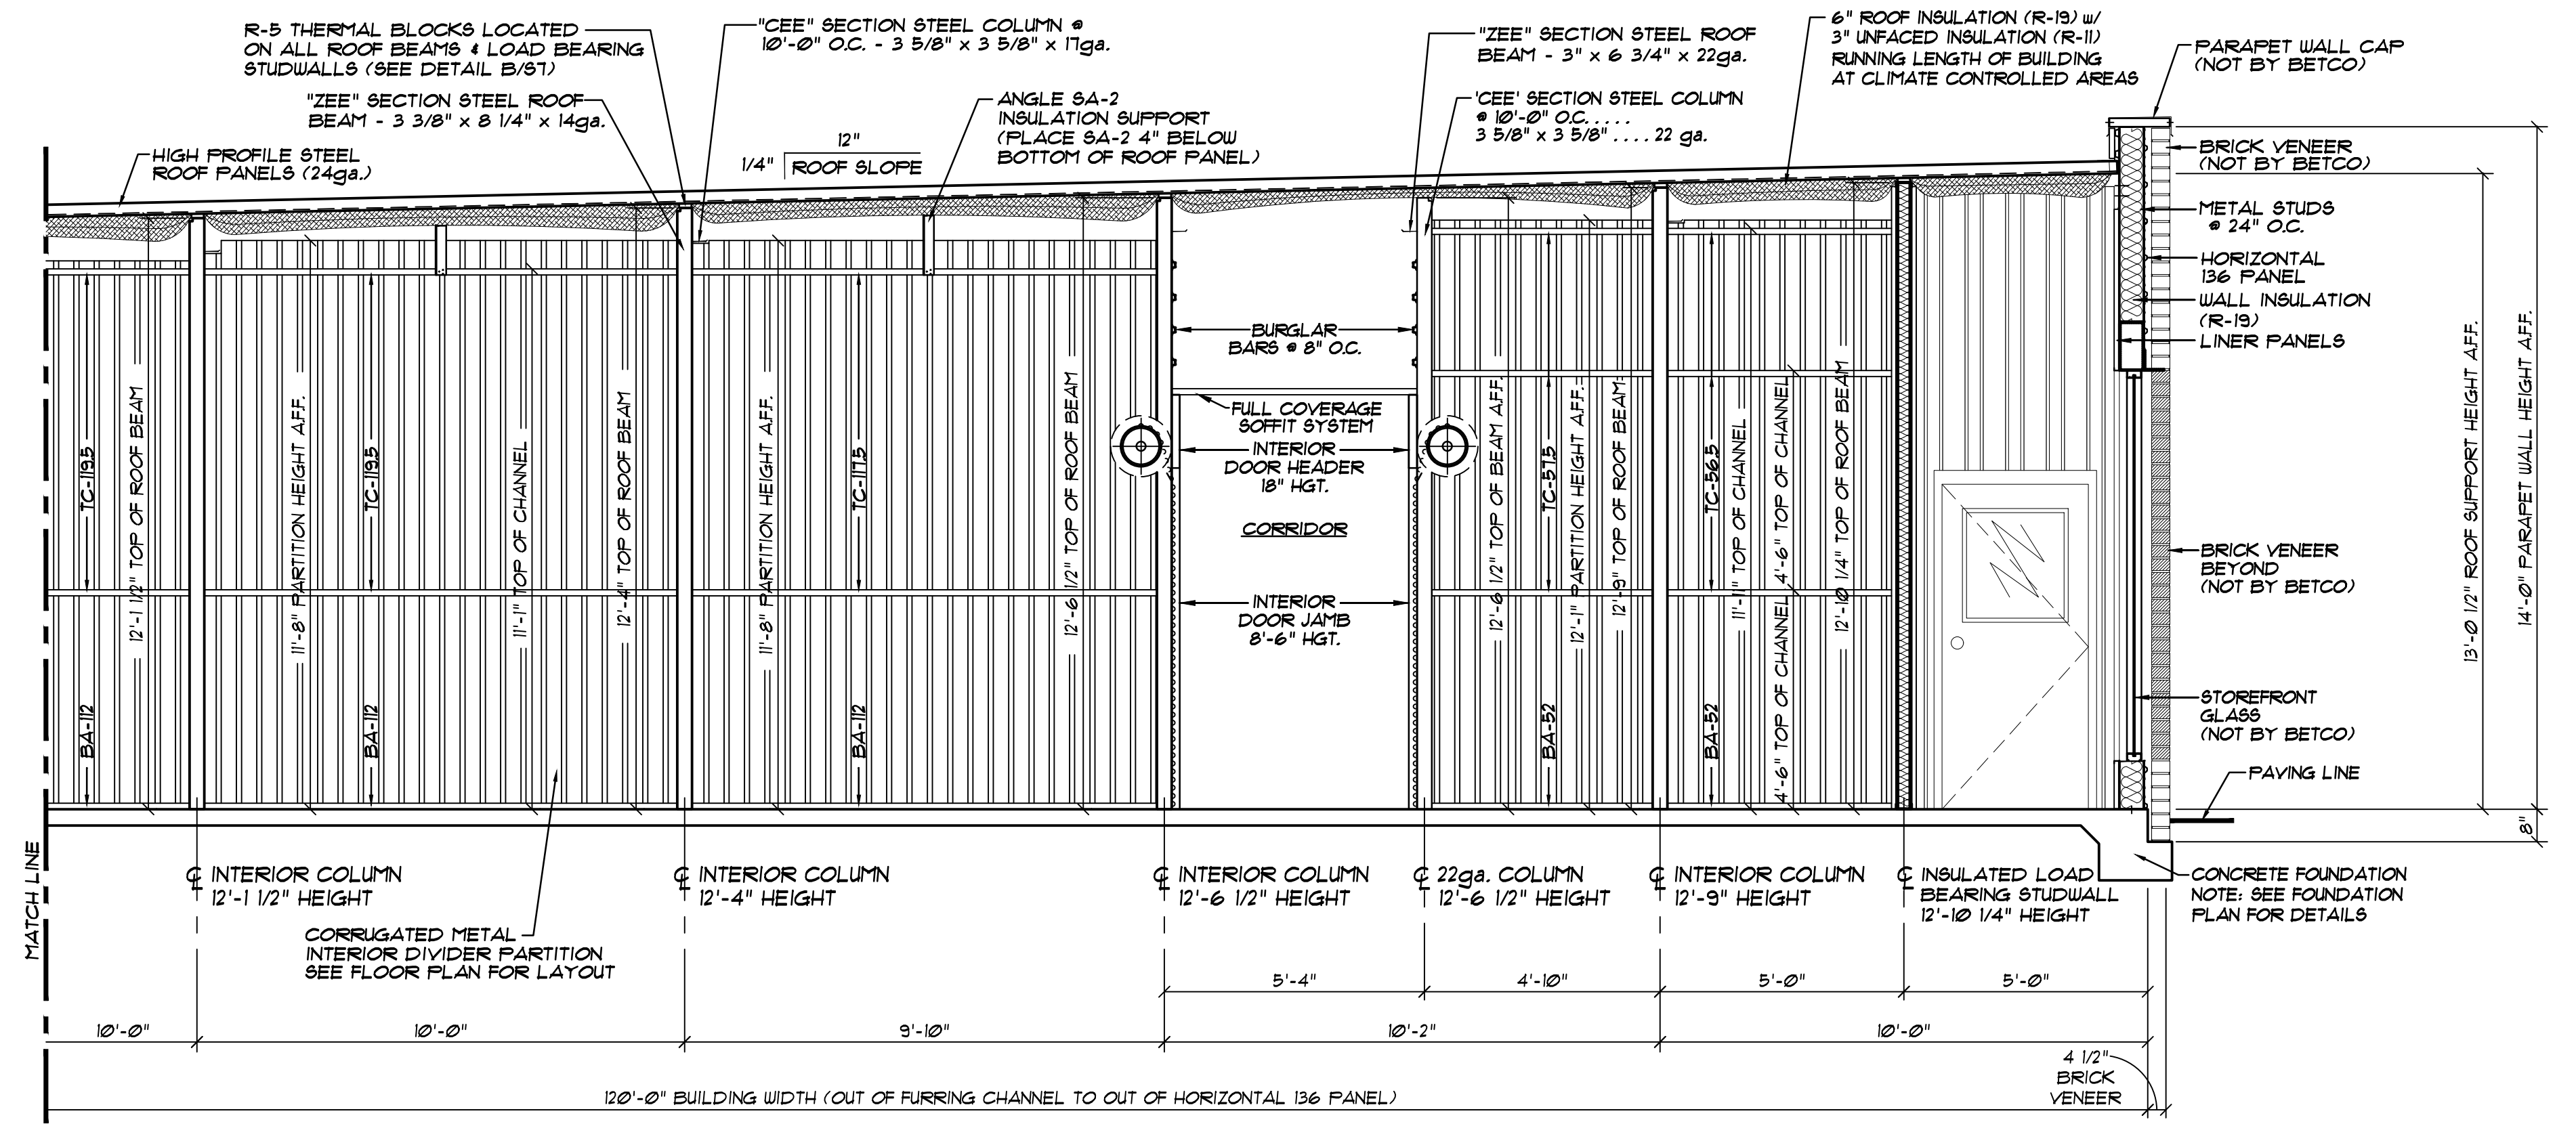 R-5 THERMAL BLOCKS LOCATED
ON ALL ROOF BEAMS & LOAD BEARING
STUDWALLS (SEE DETAIL B/S7)
"ZEE" SECTION STEEL ROOF
BEAM - 3 3/8" x 8 1/4" x 14ga.
HIGH PROFILE STEEL
ROOF PANELS (24ga.)
"CEE" SECTION STEEL COLUMN @
10'-0" O.C. - 3 5/8" x 3 5/8" x 17ga.
12"
1/4"
ROOF SLOPE
ANGLE SA-2
INSULATION SUPPORT
(PLACE SA-2 4" BELOW
BOTTOM OF ROOF PANEL)
"ZEE" SECTION STEEL ROOF
BEAM - 3" x 6 3/4" x 22ga.
'CEE' SECTION STEEL COLUMN
@ 10'-0" O.C. . . . .
3 5/8" x 3 5/8" . . . . 22 ga.
6" ROOF INSULATION (R-19) w/
3" UNFACED INSULATION (R-11)
RUNNING LENGTH OF BUILDING
AT CLIMATE CONTROLLED AREAS
PARAPET WALL CAP
(NOT BY BETCO)
BRICK VENEER
(NOT BY BETCO)
METAL STUDS
@ 24" O.C.
HORIZONTAL
136 PANEL
WALL INSULATION
(R-19)
LINER PANELS
BRICK VENEER
BEYOND
(NOT BY BETCO)
STOREFRONT
GLASS
(NOT BY BETCO)
PAVING LINE
13'-0 1/2" ROOF SUPPORT HEIGHT A.F.F.
14'-0" PARAPET WALL HEIGHT A.F.F.
8"
TC-119.5
BA-112
12'-1 1/2" TOP OF ROOF BEAM
11'-8" PARTITION HEIGHT A.F.F.
TC-119.5
BA-112
11'-1" TOP OF CHANNEL
12'-4" TOP OF ROOF BEAM
11'-8" PARTITION HEIGHT A.F.F.
TC-117.5
BA-112
12'-6 1/2" TOP OF ROOF BEAM
BURGLAR
BARS @ 8" O.C.
FULL COVERAGE
SOFFIT SYSTEM
INTERIOR
DOOR HEADER
18" HGT.
CORRIDOR
INTERIOR
DOOR JAMB
8'-6" HGT.
12'-6 1/2" TOP OF BEAM A.F.F.
TC-57.5
BA-52
12'-1" PARTITION HEIGHT A.F.F.
12'-9" TOP OF ROOF BEAM
TC-56.5
BA-52
11'-11" TOP OF CHANNEL
4'-6" TOP OF CHANNEL
4'-6" TOP OF CHANNEL
12'-10 1/4" TOP OF ROOF BEAM
MATCH LINE
℄ INTERIOR COLUMN
12'-1 1/2" HEIGHT
℄ INTERIOR COLUMN
12'-4" HEIGHT
℄ INTERIOR COLUMN
12'-6 1/2" HEIGHT
℄ 22ga. COLUMN
12'-6 1/2" HEIGHT
℄ INTERIOR COLUMN
12'-9" HEIGHT
℄ INSULATED LOAD
BEARING STUDWALL
12'-10 1/4" HEIGHT
CONCRETE FOUNDATION
NOTE: SEE FOUNDATION
PLAN FOR DETAILS
CORRUGATED METAL
INTERIOR DIVIDER PARTITION
SEE FLOOR PLAN FOR LAYOUT
5'-4"
4'-10"
5'-0"
5'-0"
10'-0"
10'-0"
9'-10"
10'-2"
10'-0"
4 1/2"
BRICK
VENEER
120'-0" BUILDING WIDTH (OUT OF FURRING CHANNEL TO OUT OF HORIZONTAL 136 PANEL)